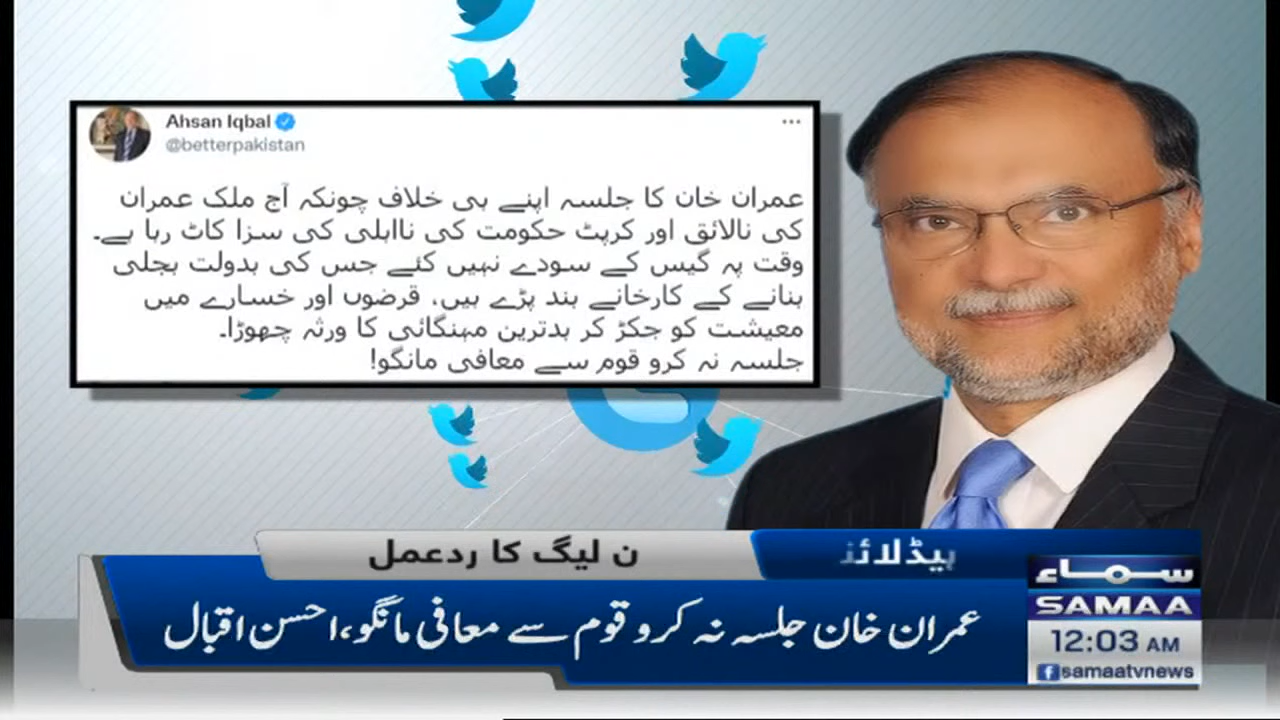 Ahsan Iqbal
@betterpakistan
عمران خان کا جلسہ اپنے ہی خلاف چونکہ آج ملک عمران
کی نالائق اور کرپٹ حکومت کی نااہلی کی سزا کاٹ رہا ہے۔
وقت پہ گیس کے سودے نہیں کئے جس کی بدولت بجلی
بنانے کے کارخانے بند پڑے ہیں، قرضوں اور خسارے میں
معیشت کو جکڑ کر بدترین مہنگائی کا ورثہ چھوڑا۔
جلسہ نہ کرو قوم سے معافی مانگو!
ہیڈلائنز
ن لیگ کا ردعمل
عمران خان جلسہ نہ کرو قوم سے معافی مانگو، احسن اقبال
سماء
SAMAA
12:03 AM
samaatvnews